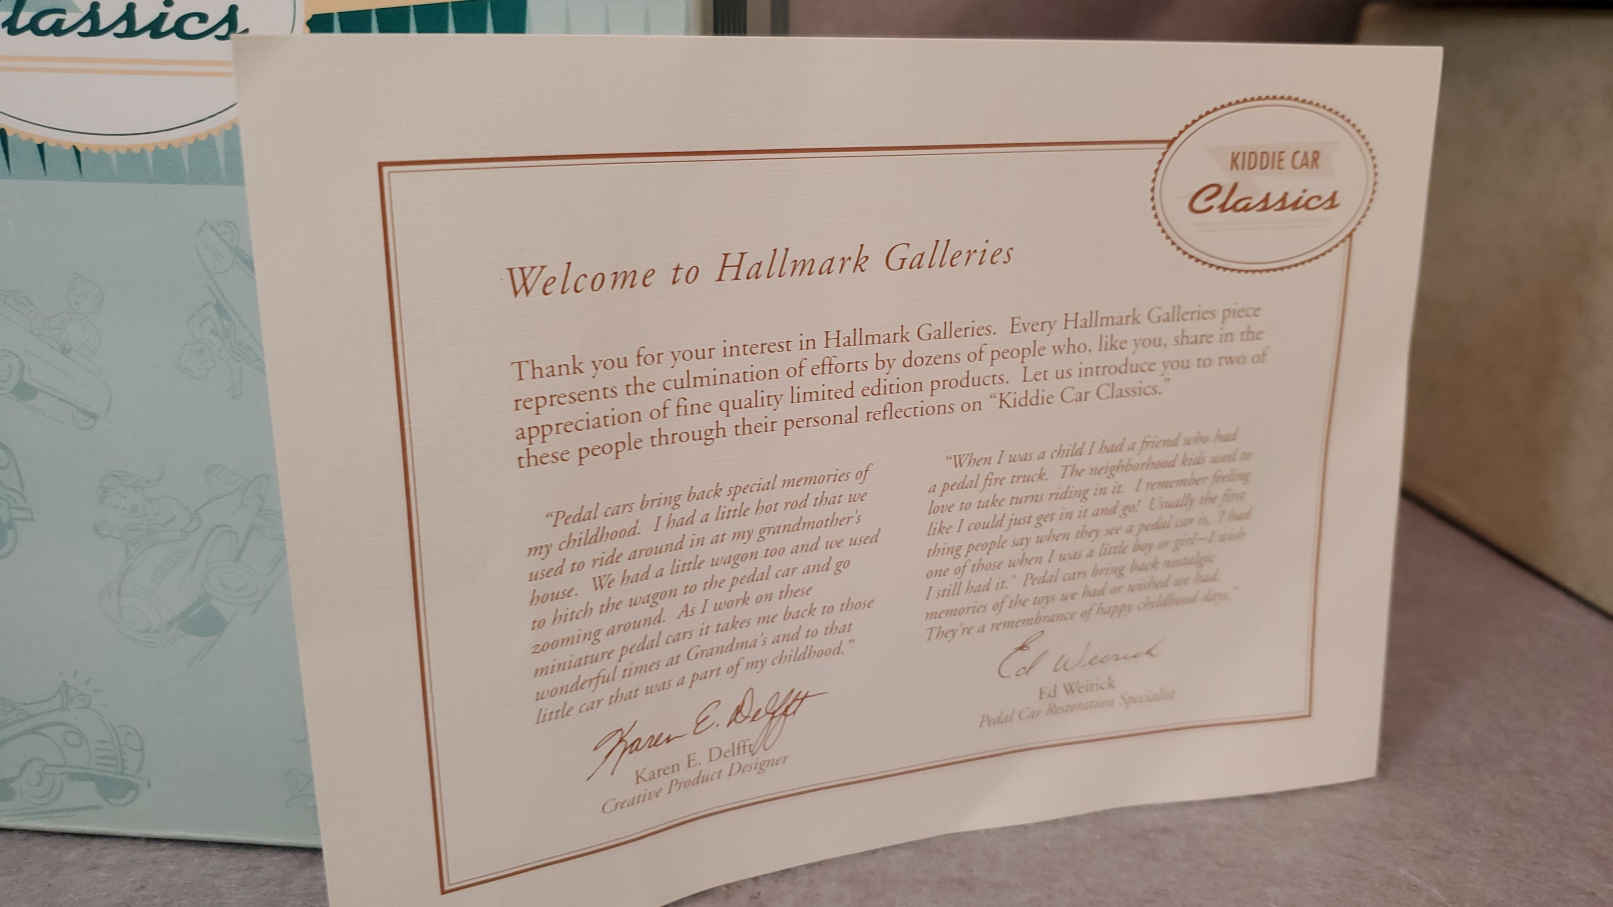 lassics
KIDDIE CAR
Classics
Welcome to Hallmark Galleries
Thank you for your interest in Hallmark Galleries. Every Hallmark Galleries piece
represents the culmination of efforts by dozens of people who, like you, share in the
appreciation of fine quality limited edition products. Let us introduce you to two of
these people through their personal reflections on “Kiddie Car Classics.”
“Pedal cars bring back special memories of
my childhood. I had a little hot rod that we
used to ride around in at my grandmother's
house. We had a little wagon too and we used
to hitch the wagon to the pedal car and go
zooming around. As I work on these
miniature pedal cars it takes me back to those
wonderful times at Grandma's and to that
little car that was a part of my childhood.”
Karen E. Delfft
Karen E. Delfft
Creative Product Designer
“When I was a child I had a friend who had
a pedal fire truck. The neighborhood kids used to
love to take turns riding in it. I remember feeling
like I could just get in it and go! Usually the first
thing people say when they see a pedal car is, 'I had
one of those when I was a little boy or girl—I wish
I still had it.' Pedal cars bring back nostalgic
memories of the toys we had or wished we had.
They're a remembrance of happy childhood days.”
Ed Weirick
Ed Weirick
Pedal Car Restoration Specialist